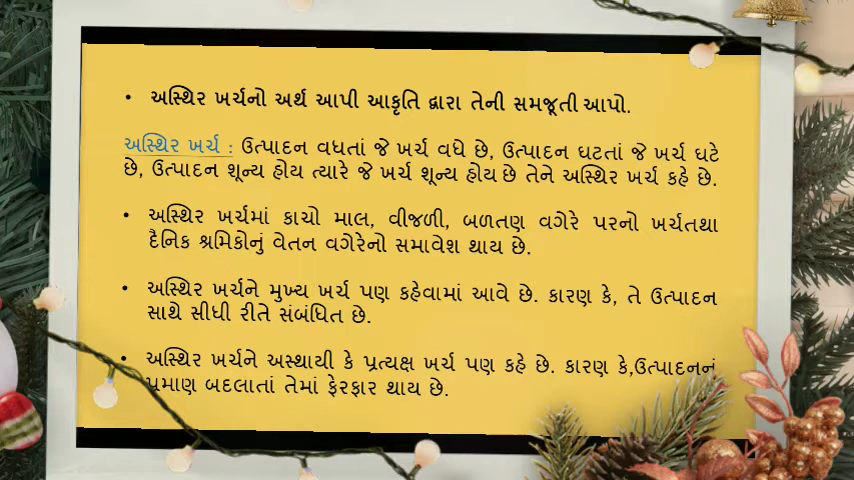 • અસ્થિર ખર્ચનો અર્થ આપી આકૃતિ દ્વારા તેની સમજૂતી આપો.
અસ્થિર ખર્ચ : ઉત્પાદન વધતાં જે ખર્ચ વધે છે, ઉત્પાદન ઘટતાં જે ખર્ચ ઘટે
છે, ઉત્પાદન શૂન્ય હોય ત્યારે જે ખર્ચ શૂન્ય હોય છે તેને અસ્થિર ખર્ચ કહે છે.
• અસ્થિર ખર્ચમાં કાચો માલ, વીજળી, બળતણ વગેરે પરનો ખર્ચતથા
દૈનિક શ્રમિકોનું વેતન વગેરેનો સમાવેશ થાય છે.
• અસ્થિર ખર્ચને મુખ્ય ખર્ચ પણ કહેવામાં આવે છે. કારણ કે, તે ઉત્પાદન
સાથે સીધી રીતે સંબંધિત છે.
• અસ્થિર ખર્ચને અસ્થાયી કે પ્રત્યક્ષ ખર્ચ પણ કહે છે. કારણ કે,ઉત્પાદનનું
પ્રમાણ બદલાતાં તેમાં ફેરફાર થાય છે.